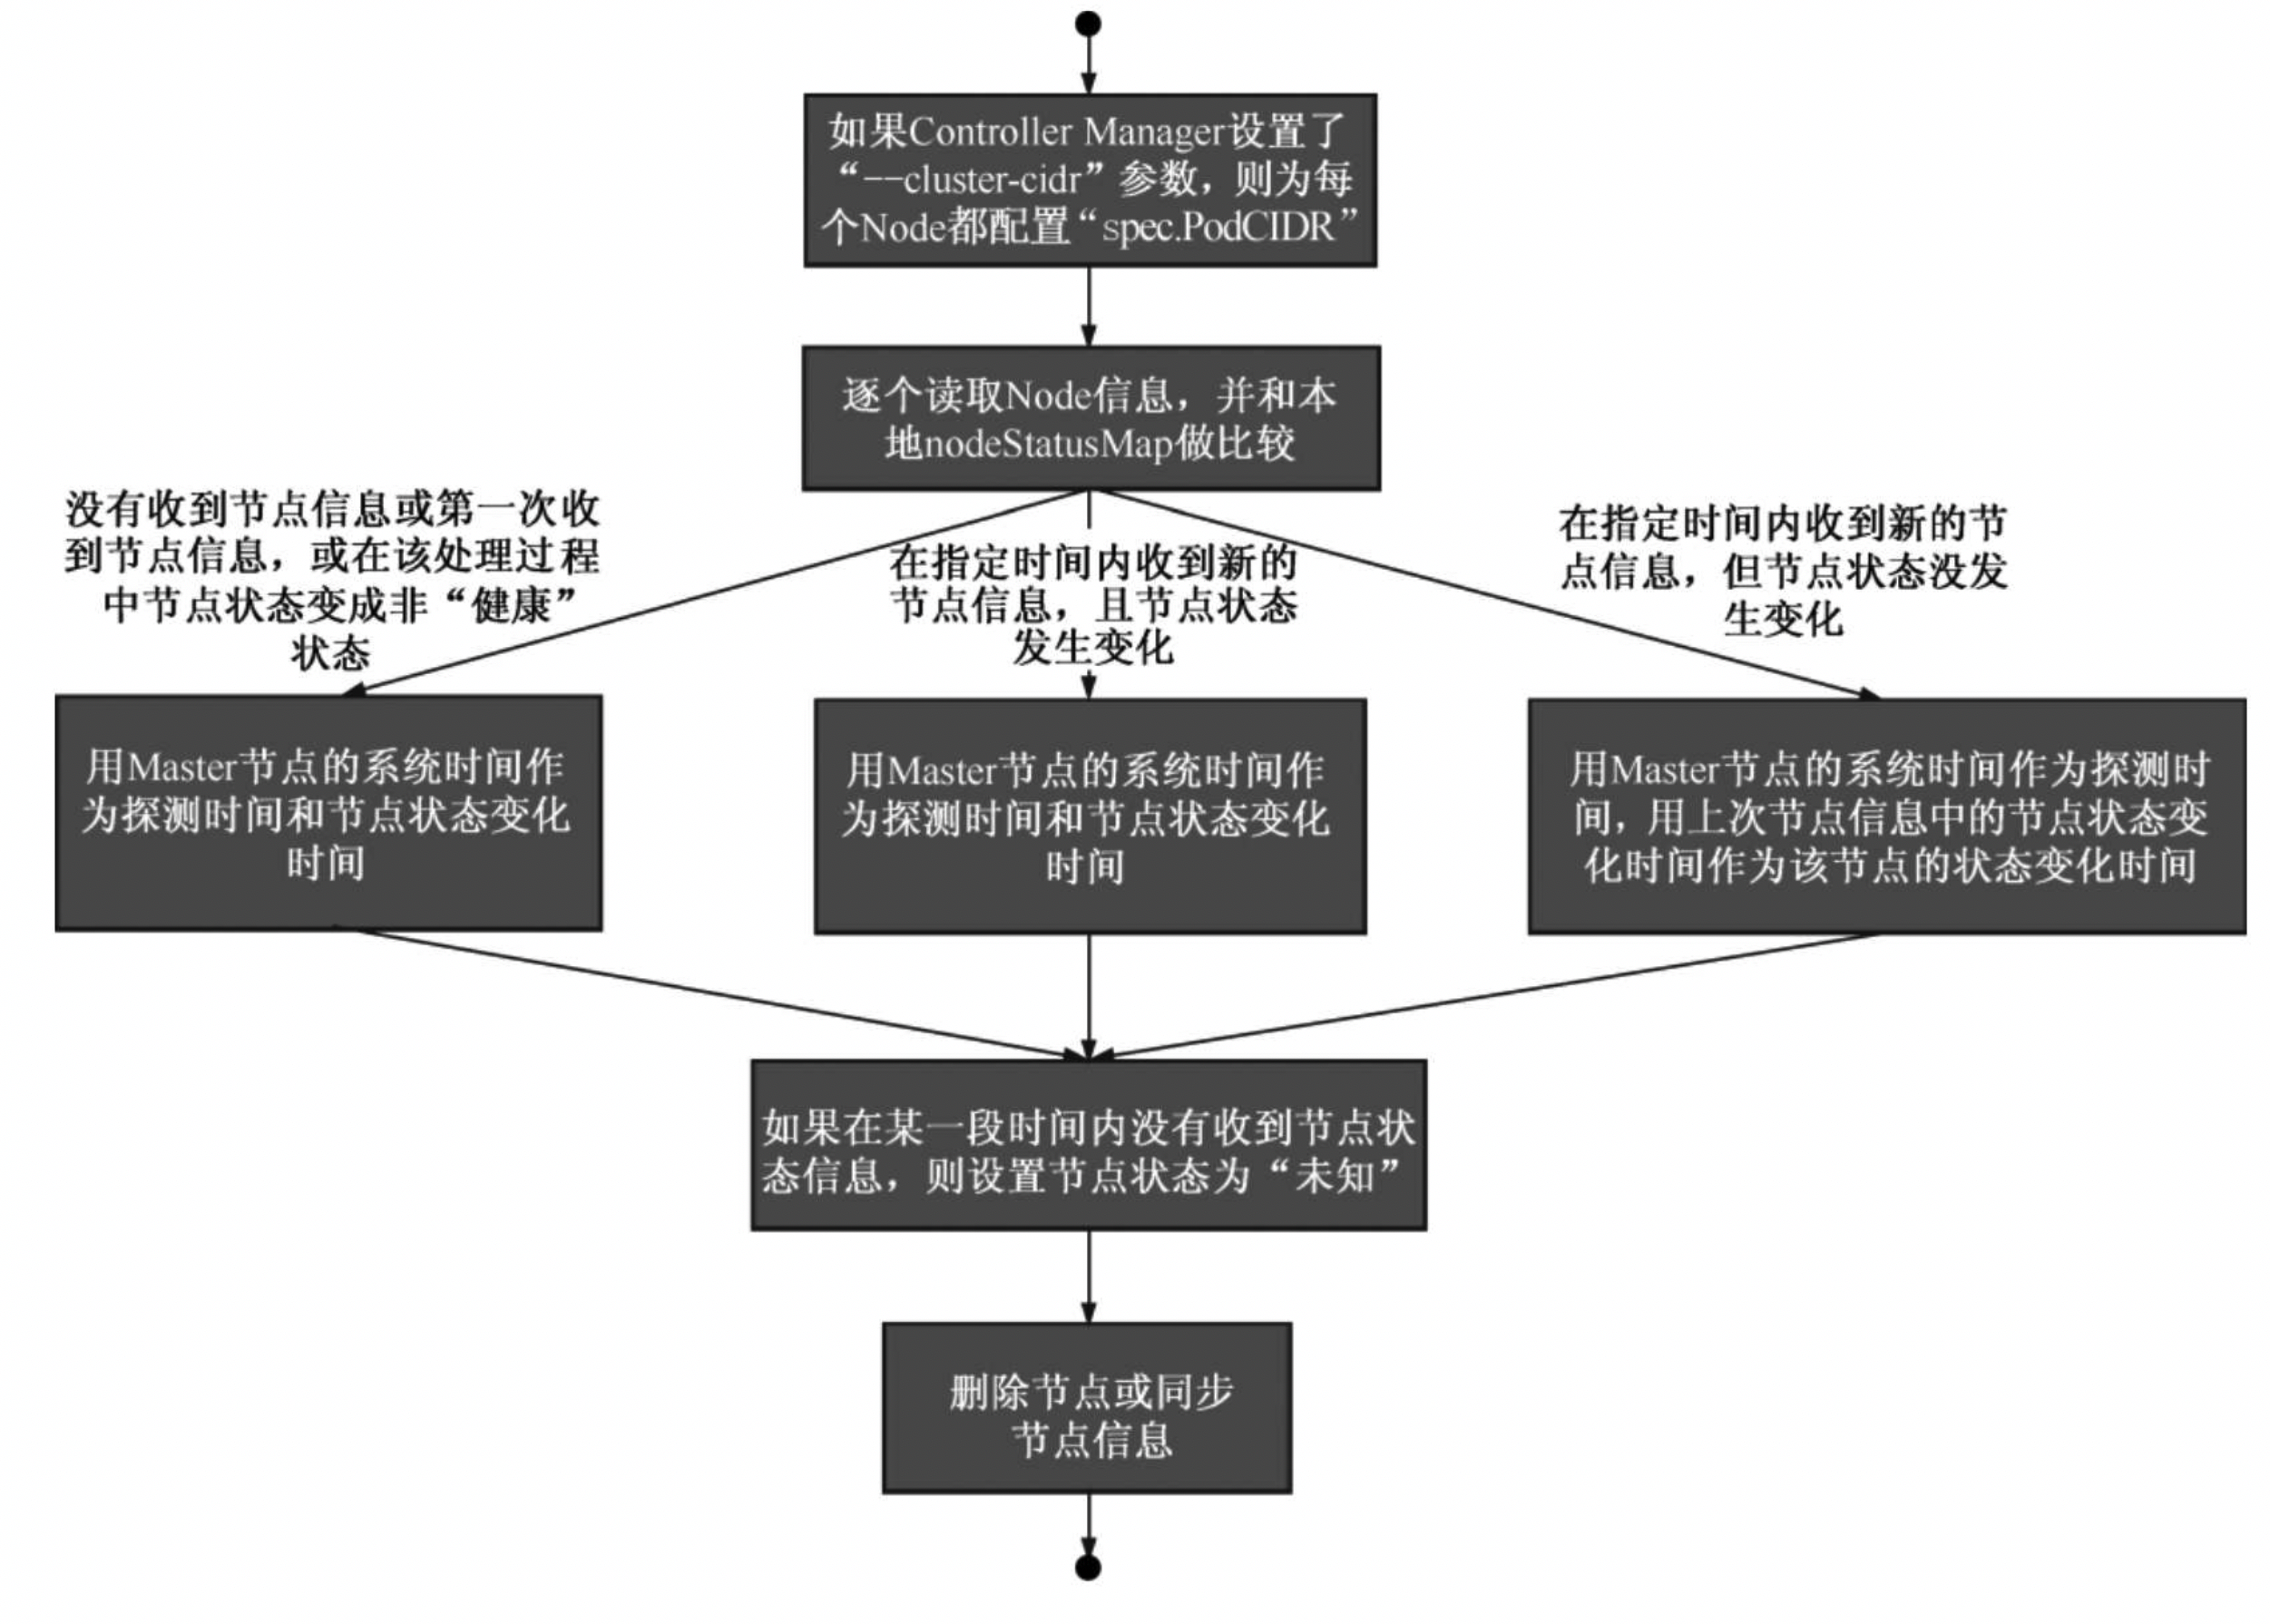 如果Controller Manager设置了
“--cluster-cidr”参数，则为每
个Node都配置“spec.PodCIDR”
逐个读取Node信息，并和本
地nodeStatusMap做比较
没有收到节点信息或第一次收
到节点信息，或在该处理过程
中节点状态变成非“健康”
状态
在指定时间内收到新的
节点信息，且节点状态
发生变化
在指定时间内收到新的节
点信息，但节点状态没发
生变化
用Master节点的系统时间作
为探测时间和节点状态变化
时间
用Master节点的系统时间作
为探测时间和节点状态变化
时间
用Master节点的系统时间作为探测时
间，用上次节点信息中的节点状态变
化时间作为该节点的状态变化时间
如果在某一段时间内没有收到节点状
态信息，则设置节点状态为“未知”
删除节点或同步
节点信息